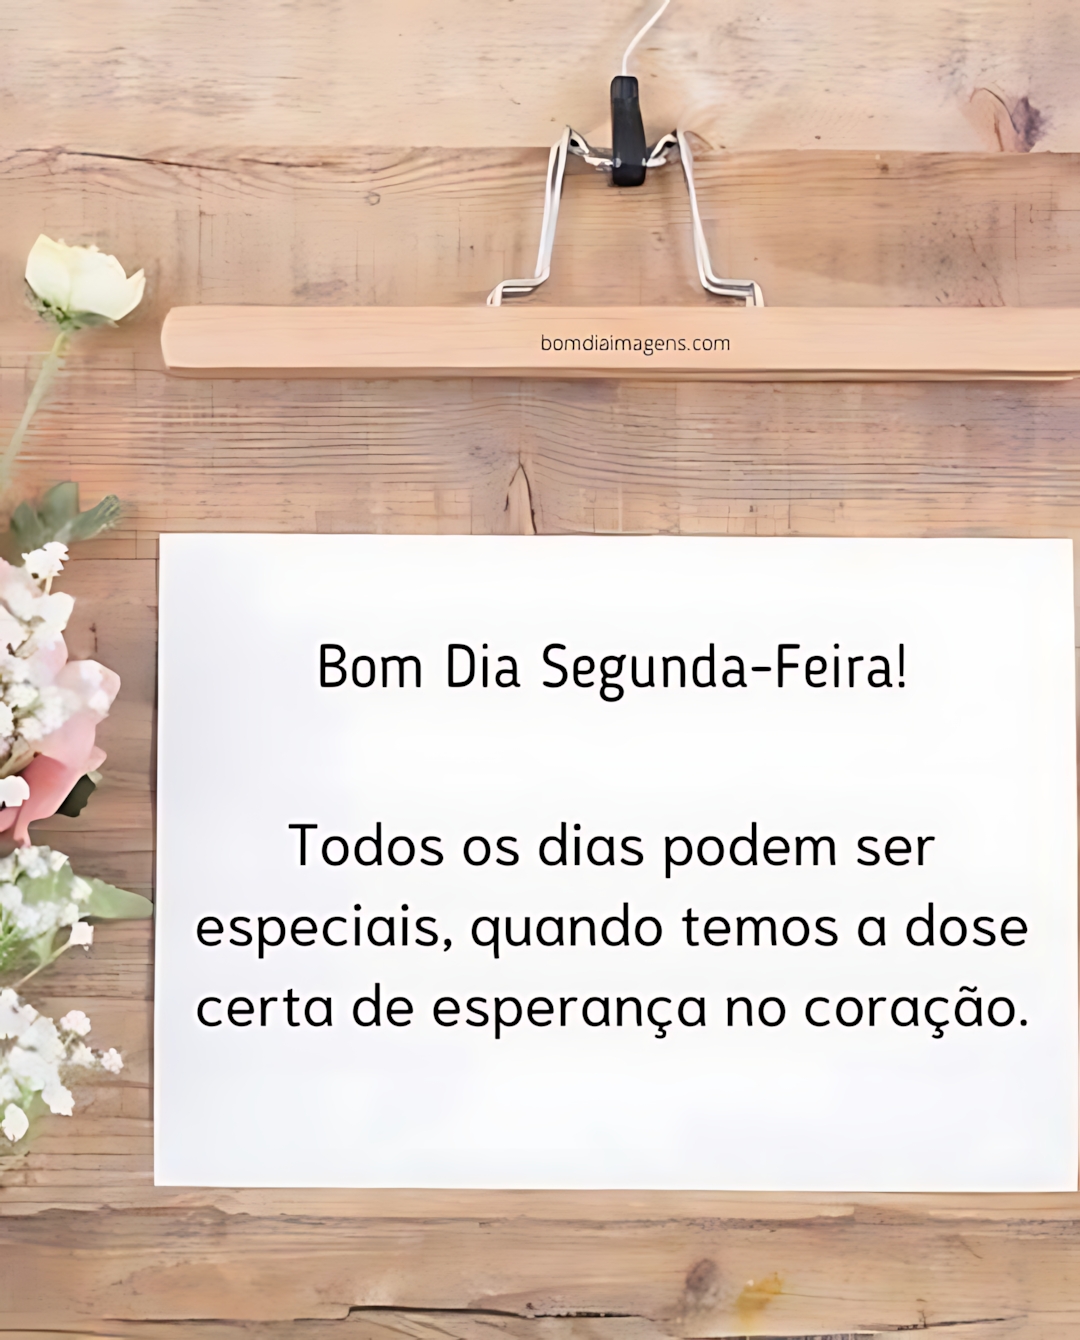 bomdiaimagens.com
Bom Dia Segunda-Feira!
Todos os dias podem ser
especiais, quando temos a dose
certa de esperança no coração.